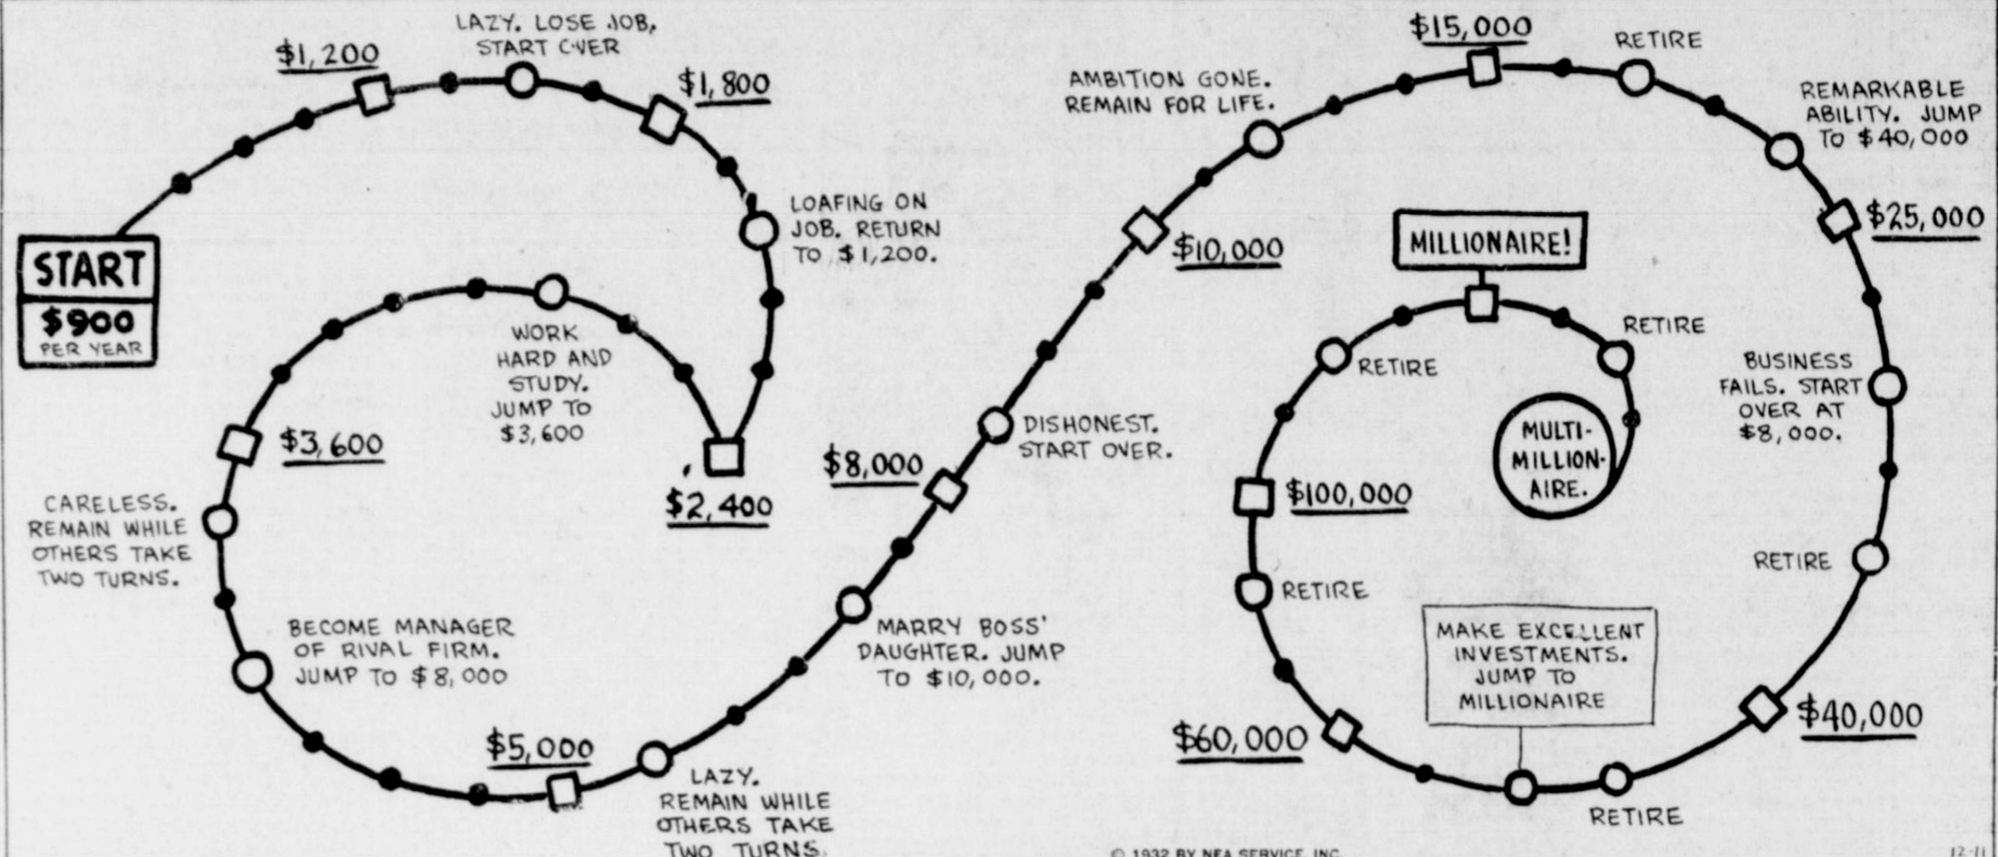 START
$900
PER YEAR
$1,200
LAZY. LOSE JOB.
START OVER
$1,800
LOAFING ON
JOB. RETURN
TO $1,200.
$2,400
WORK
HARD AND
STUDY.
JUMP TO
$3,600
$3,600
CARELESS.
REMAIN WHILE
OTHERS TAKE
TWO TURNS.
BECOME MANAGER
OF RIVAL FIRM.
JUMP TO $8,000
$5,000
LAZY.
REMAIN WHILE
OTHERS TAKE
TWO TURNS.
MARRY BOSS'
DAUGHTER. JUMP
TO $10,000.
$8,000
DISHONEST.
START OVER.
$10,000
AMBITION GONE.
REMAIN FOR LIFE.
$15,000
RETIRE
REMARKABLE
ABILITY. JUMP
TO $40,000
$25,000
BUSINESS
FAILS. START
OVER AT
$8,000.
RETIRE
$40,000
RETIRE
MAKE EXCELLENT
INVESTMENTS.
JUMP TO
MILLIONAIRE
$60,000
RETIRE
$100,000
RETIRE
MILLIONAIRE!
RETIRE
MULTI-
MILLION-
AIRE.
© 1932 BY NEA SERVICE, INC.
12-11